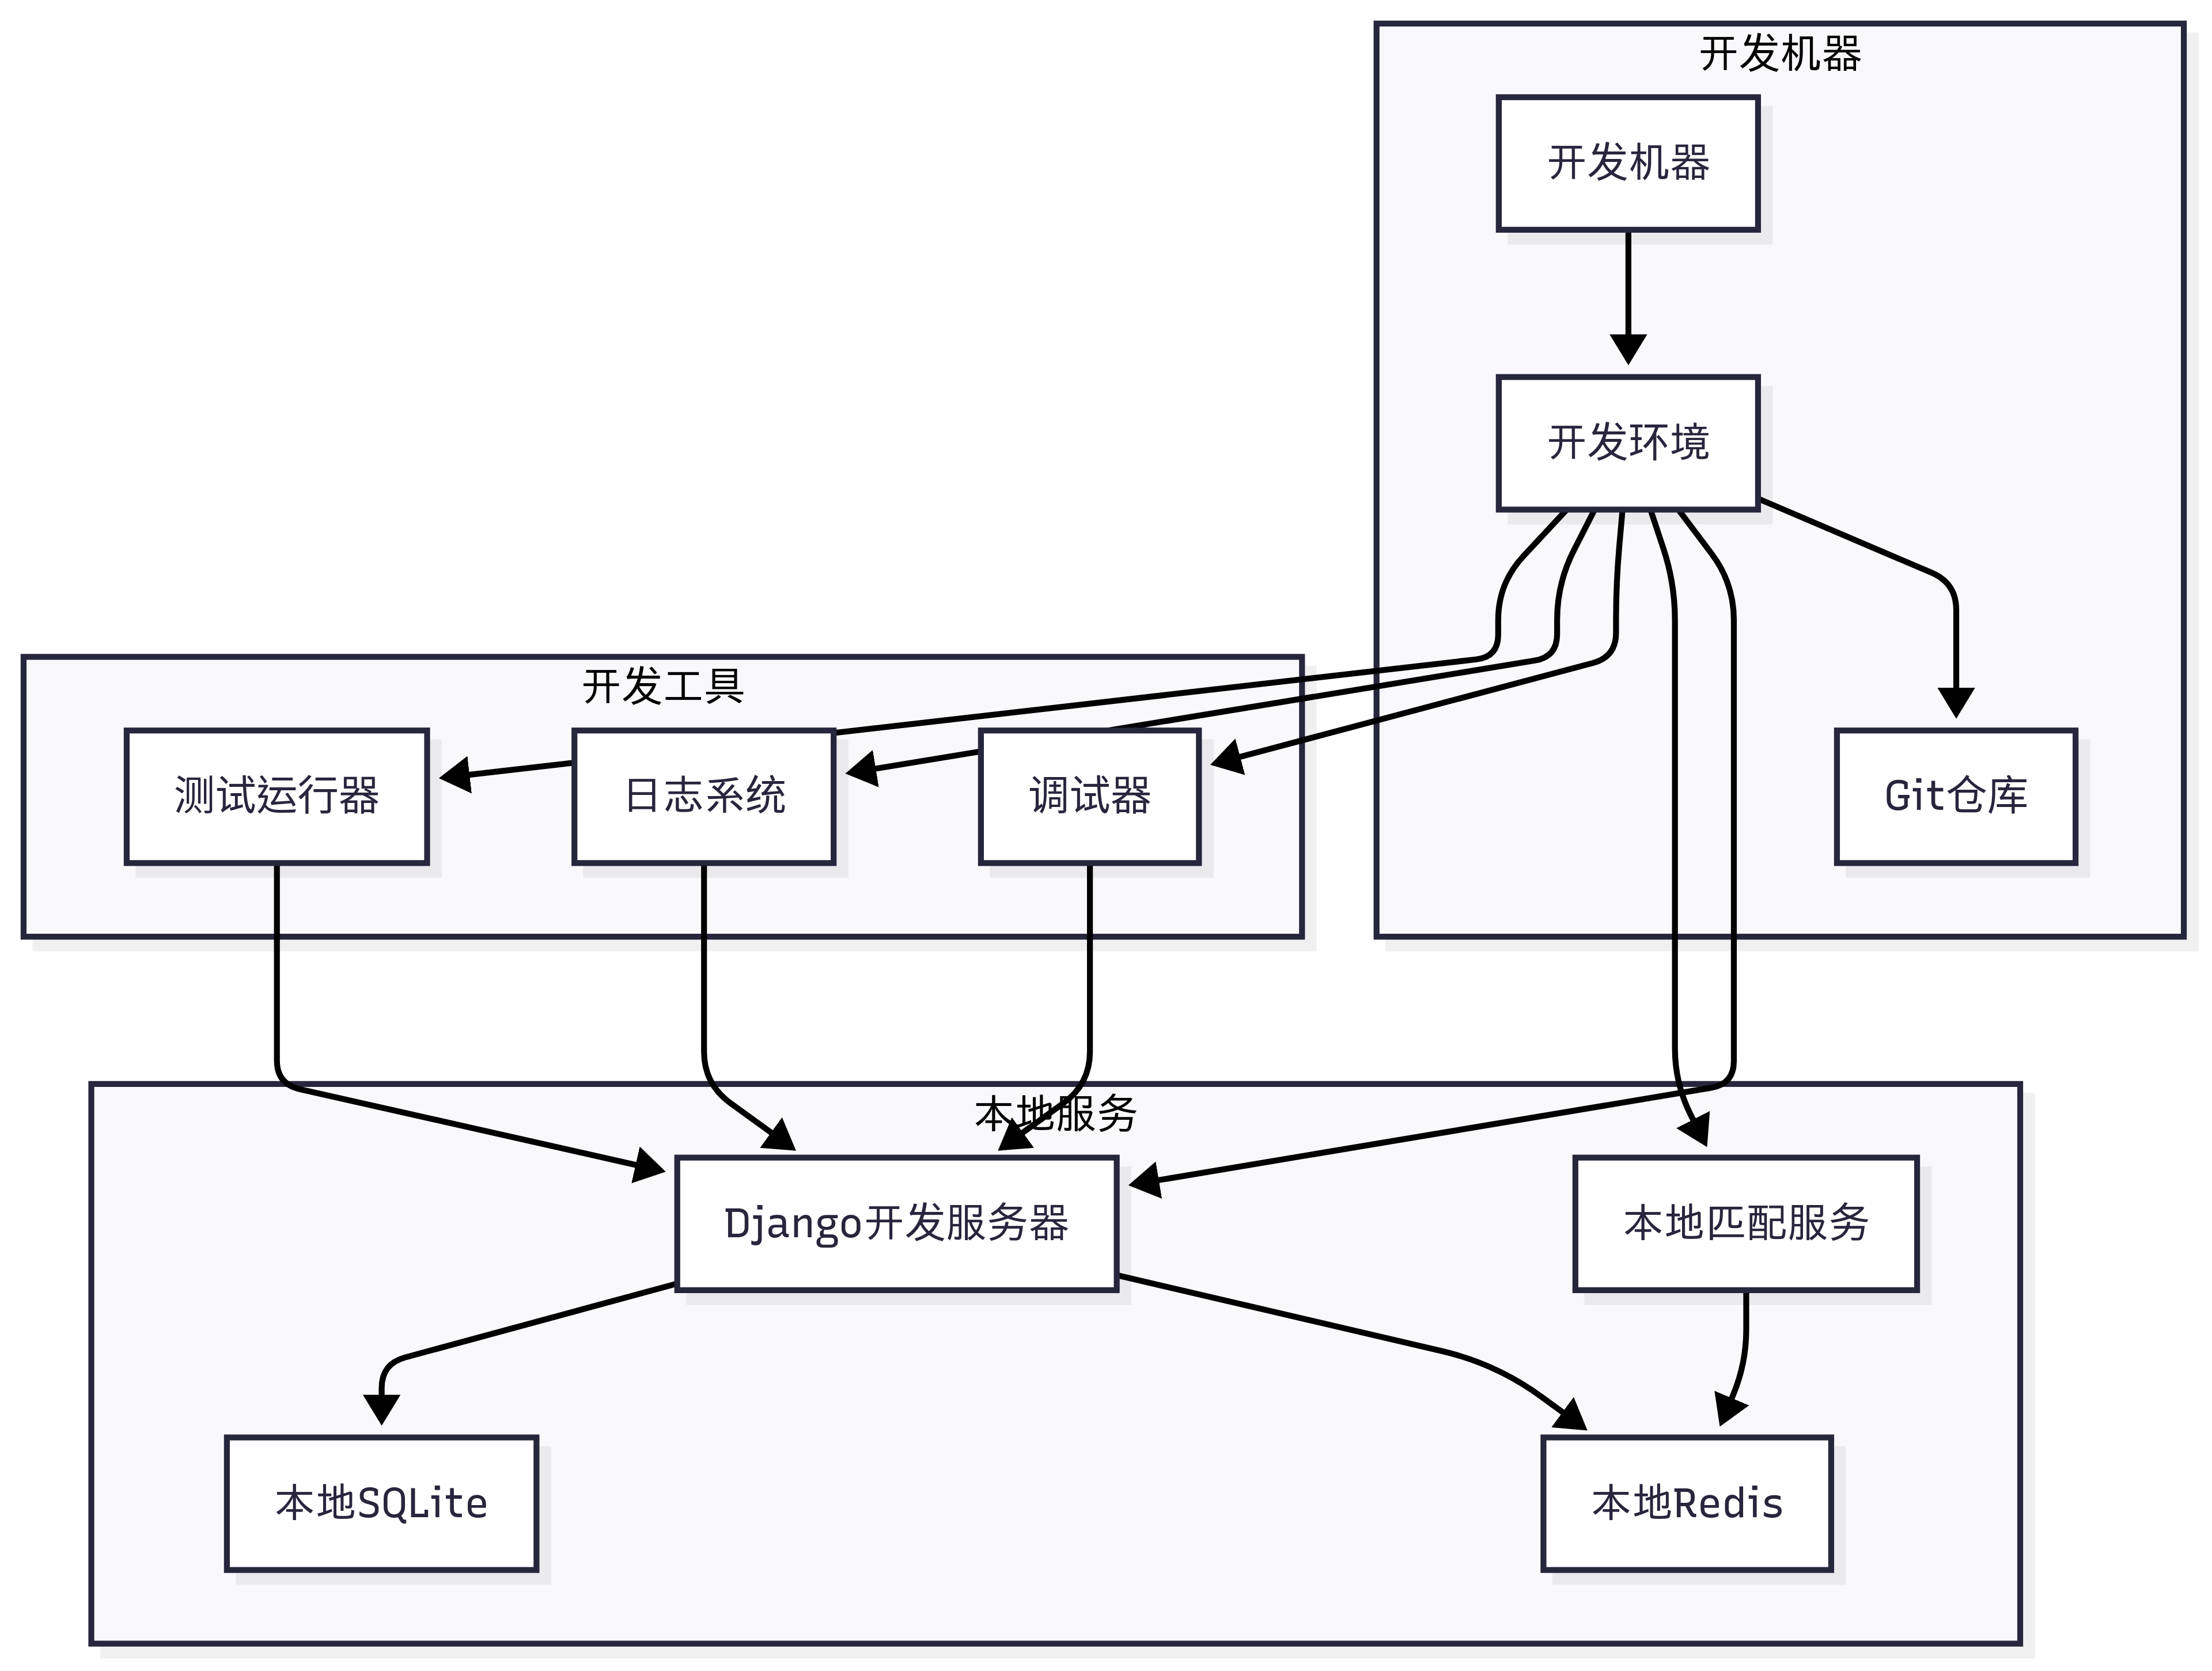 开发机器
开发机器
开发环境
开发工具
测试运行器
日志系统
调试器
Git仓库
本地服务
Django开发服务器
本地匹配服务
本地SQLite
本地Redis